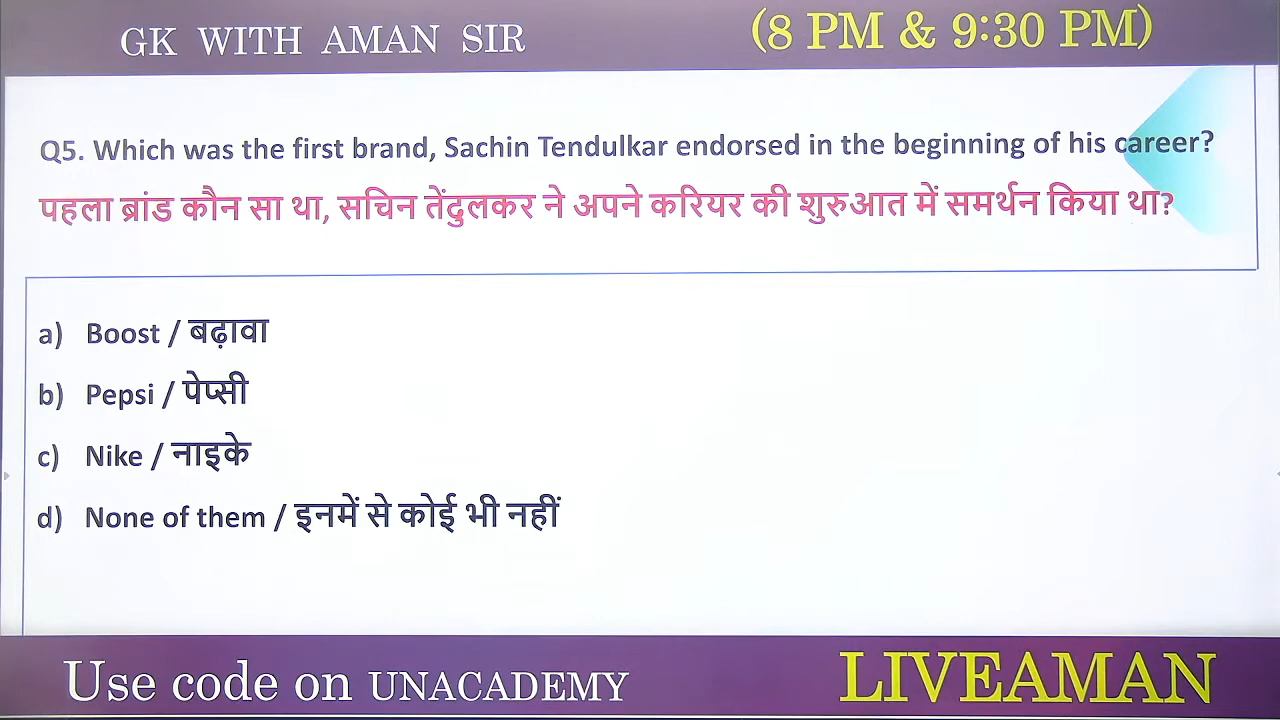 GK WITH AMAN SIR
(8 PM & 9:30 PM)
Q5. Which was the first brand, Sachin Tendulkar endorsed in the beginning of his career?
पहला ब्रांड कौन सा था, सचिन तेंदुलकर ने अपने करियर की शुरुआत में समर्थन किया था?
a) Boost / बढ़ावा
b) Pepsi / पेप्सी
c) Nike / नाइके
d) None of them / इनमें से कोई भी नहीं
Use code on UNACADEMY
LIVEAMAN